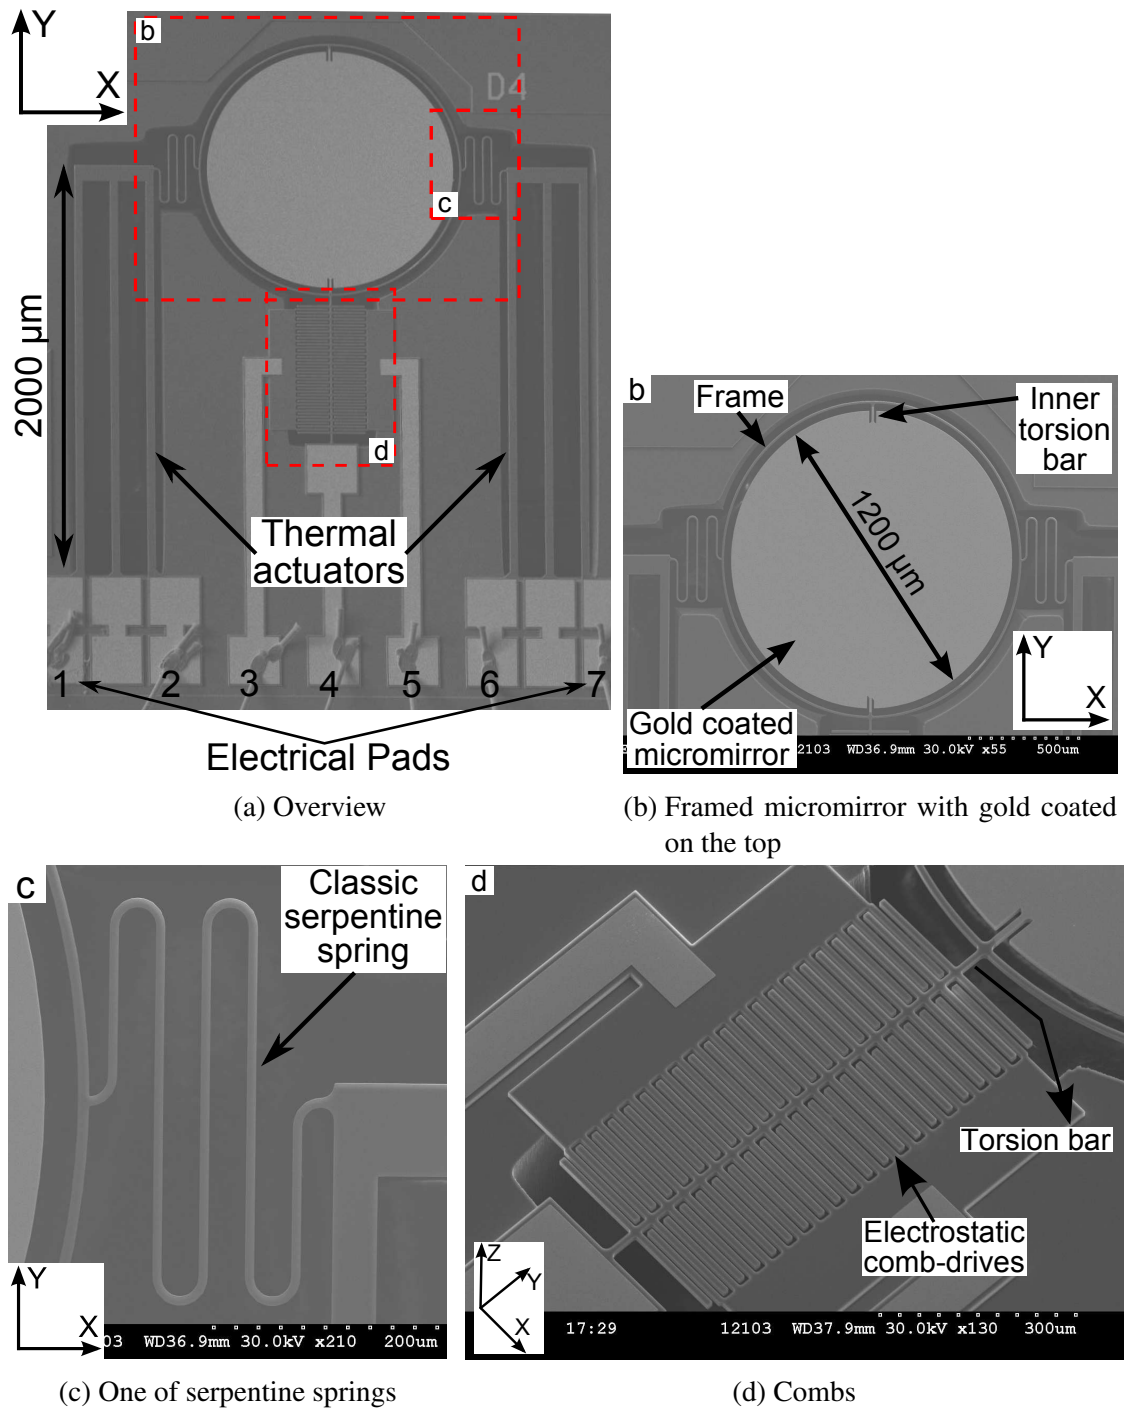 Y
X
b
D4
c
2000 µm
d
Thermal
actuators
1 2 3 4 5 6 7
Electrical Pads
(a) Overview
b
Frame
Inner
torsion
bar
1200 µm
Gold coated
micromirror
Y
X
2103 WD36.9mm 30.0kV x55 500um
(b) Framed micromirror with gold coated
on the top
c
Classic
serpentine
spring
Y
X
03 WD36.9mm 30.0kV x210 200um
(c) One of serpentine springs
d
Torsion bar
Electrostatic
comb-drives
Z
Y
X
17:29 12103 WD37.9mm 30.0kV x130 300um
(d) Combs